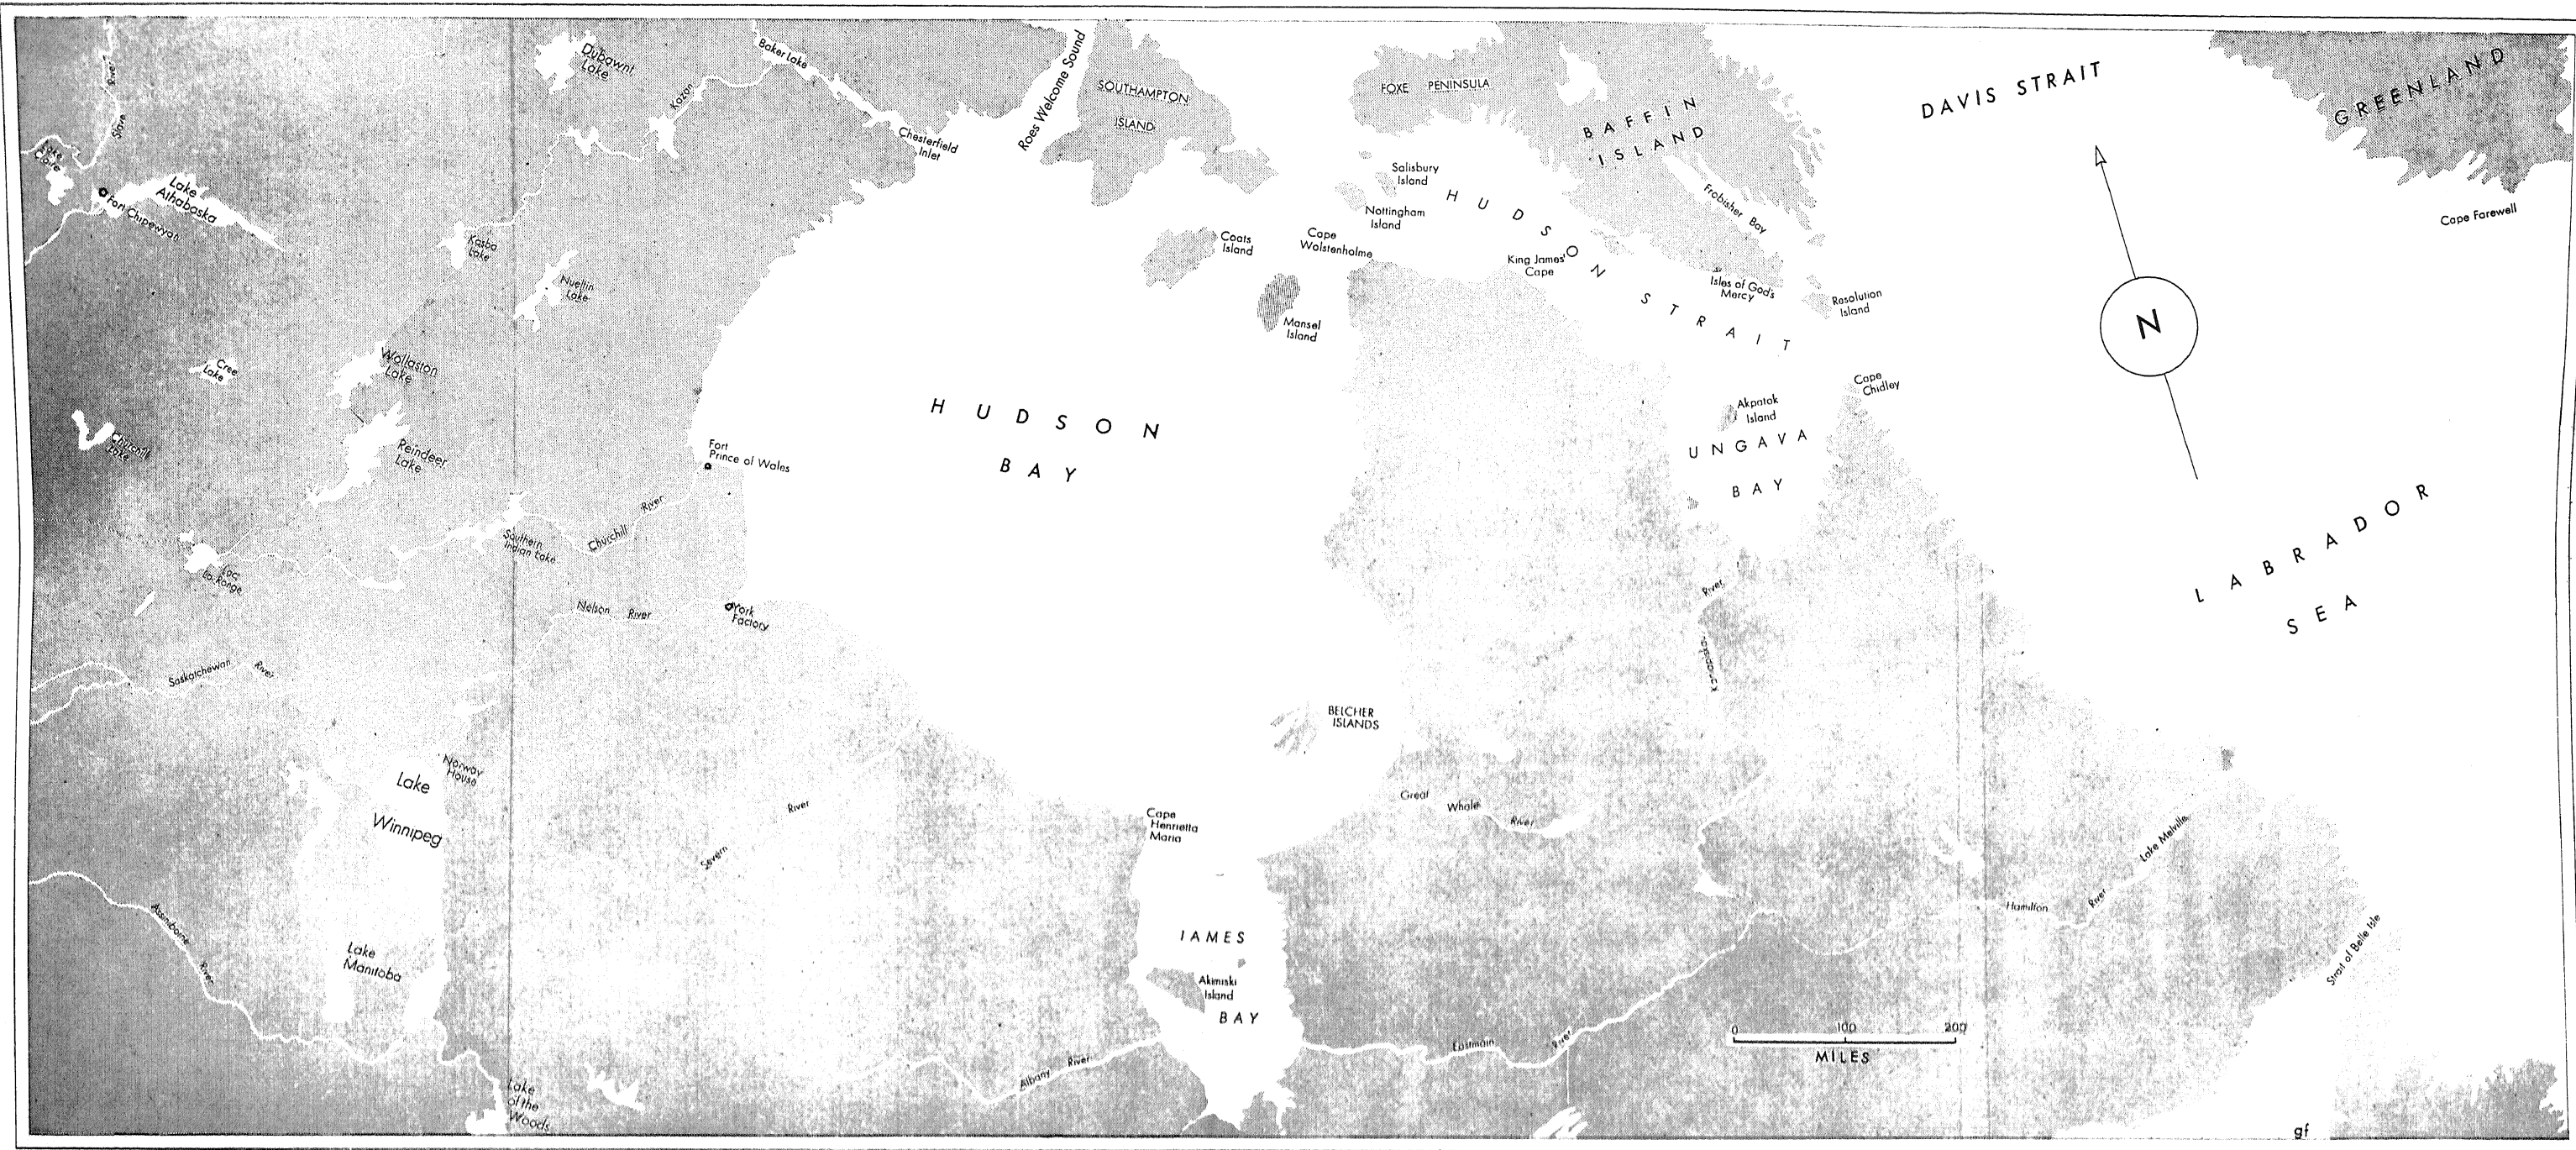 Slave
River
Dubawnt
Lake
Baker Lake
Kazan
Chesterfield
Inlet
Roes Welcome Sound
SOUTHAMPTON
ISLAND
FOXE PENINSULA
BAFFIN
ISLAND
DAVIS STRAIT
GREENLAND
Cape Farewell
Lake
Claire
Lake
Athabaska
Fort Chipewyan
Kasba
Lake
Nueltin
Lake
Salisbury
Island
Nottingham
Island
Coats
Island
Cape
Wolstenholme
Mansel
Island
HUDSON STRAIT
King James'
Cape
Frobisher Bay
Isles of God's
Mercy
Resolution
Island
N
Cree
Lake
Wollaston
Lake
Reindeer
Lake
Churchill
Lake
Fort
Prince of Wales
HUDSON
BAY
Cape
Chidley
Akpatok
Island
UNGAVA
BAY
LABRADOR
SEA
Southern
Indian Lake
Churchill River
Lac
La Ronge
Nelson River
York
Factory
River
Koksoak
Saskatchewan River
BELCHER
ISLANDS
Norway
House
Lake
Winnipeg
Severn River
Cape
Henrietta
Maria
Great Whale River
Lake Melville
Hamilton River
Strait of Belle Isle
Assiniboine River
Lake
Manitoba
JAMES
Akimiski
Island
BAY
Albany River
Eastmain River
0 100 200
MILES
Lake
of the
Woods
gf